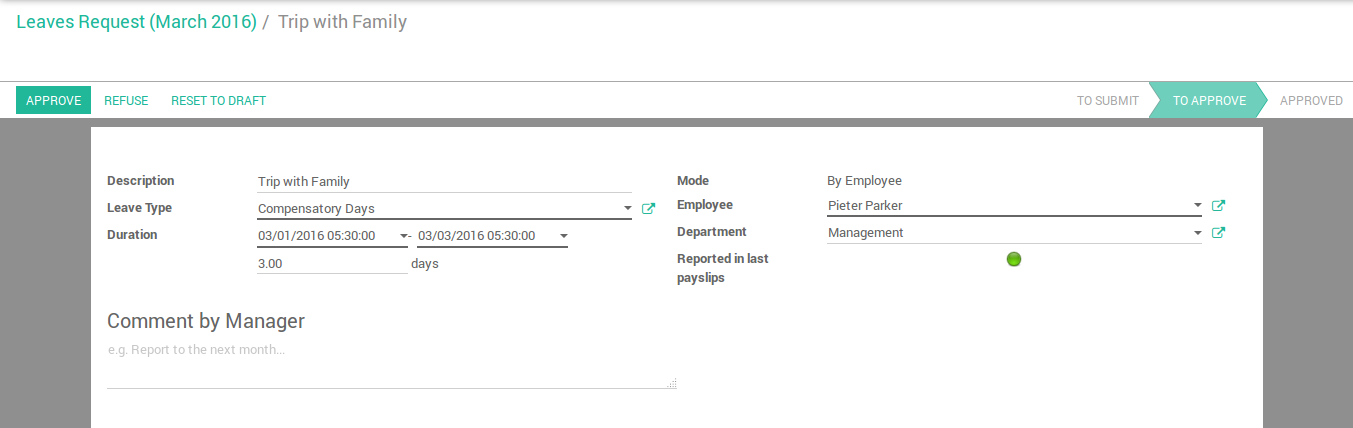 Leaves Request (March 2016) / Trip with Family
APPROVE REFUSE RESET TO DRAFT TO SUBMIT TO APPROVE APPROVED
Description Trip with Family
Leave Type Compensatory Days
Duration 03/01/2016 05:30:00 - 03/03/2016 05:30:00
3.00 days
Mode By Employee
Employee Pieter Parker
Department Management
Reported in last
payslips
Comment by Manager
e.g. Report to the next month...